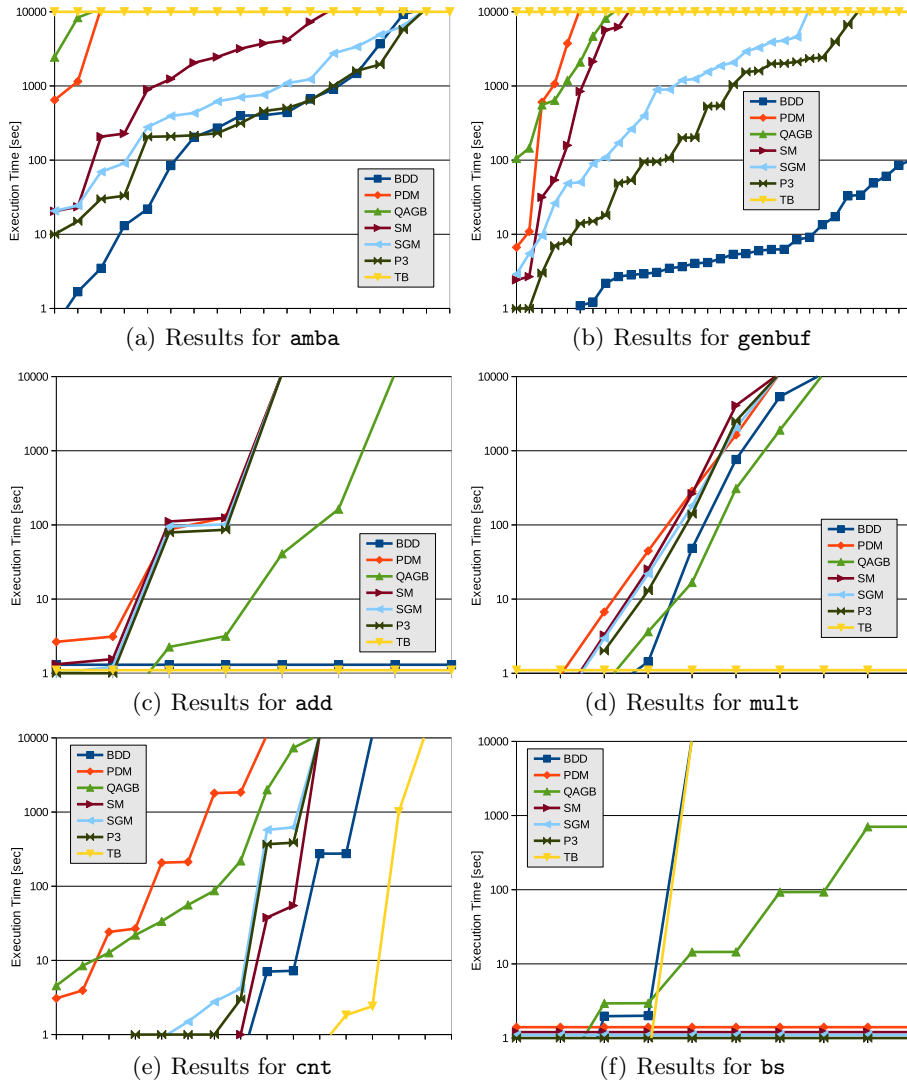 10000
1000
100
10
1
Execution Time [sec]
BDD
PDM
QAGB
SM
SGM
P3
TB
(a) Results for amba
10000
1000
100
10
1
Execution Time [sec]
BDD
PDM
QAGB
SM
SGM
P3
TB
(b) Results for genbuf
10000
1000
100
10
1
Execution Time [sec]
BDD
PDM
QAGB
SM
SGM
P3
TB
(c) Results for add
10000
1000
100
10
1
Execution Time [sec]
BDD
PDM
QAGB
SM
SGM
P3
TB
(d) Results for mult
10000
1000
100
10
1
Execution Time [sec]
BDD
PDM
QAGB
SM
SGM
P3
TB
(e) Results for cnt
10000
1000
100
10
1
Execution Time [sec]
BDD
PDM
QAGB
SM
SGM
P3
TB
(f) Results for bs